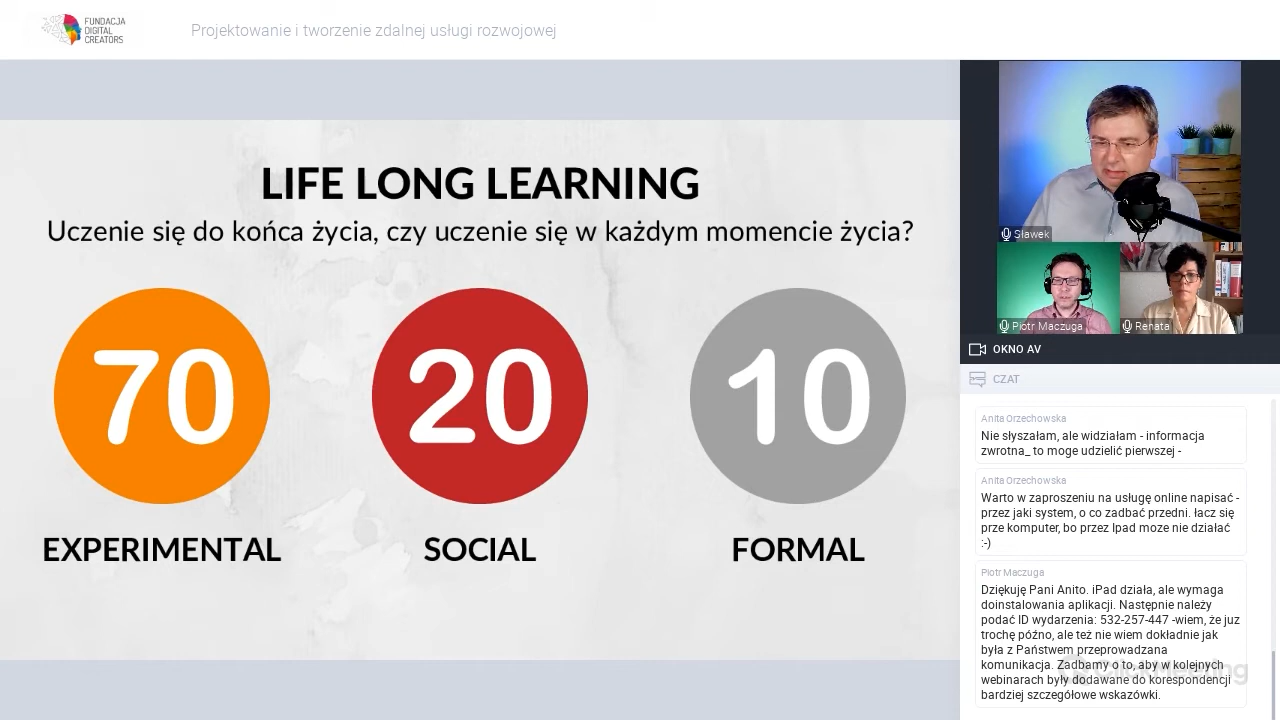 FUNDACJA
DIGITAL
CREATORS
Projektowanie i tworzenie zdalnej usługi rozwojowej
LIFE LONG LEARNING
Uczenie się do końca życia, czy uczenie się w każdym momencie życia?
70
20
10
EXPERIMENTAL
SOCIAL
FORMAL
Sławek
Piotr Maczuga
Renata
OKNO AV
CZAT
Anita Orzechowska
Nie słyszałam, ale widziałam - informacja
zwrotna_ to moge udzielić pierwszej -
Anita Orzechowska
Warto w zaproszeniu na usługę online napisać -
przez jaki system, o co zadbać przedni. łacz się
prze komputer, bo przez Ipad moze nie działać
:-)
Piotr Maczuga
Dziękuję Pani Anito. iPad działa, ale wymaga
doinstalowania aplikacji. Następnie należy
podać ID wydarzenia: 532-257-447 -wiem, że juz
trochę późno, ale też nie wiem dokładnie jak
była z Państwem przeprowadzana
komunikacja. Zadbamy o to, aby w kolejnych
webinarach były dodawane do korespondencji
bardziej szczegółowe wskazówki.
ClickMeeting